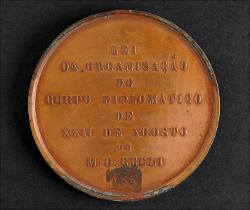 LEI
DA ORGANISAÇÃO
DO
CORPO DIPLOMATICO
DE
XXII DE AGOSTO
DE
M.D.CCCLI